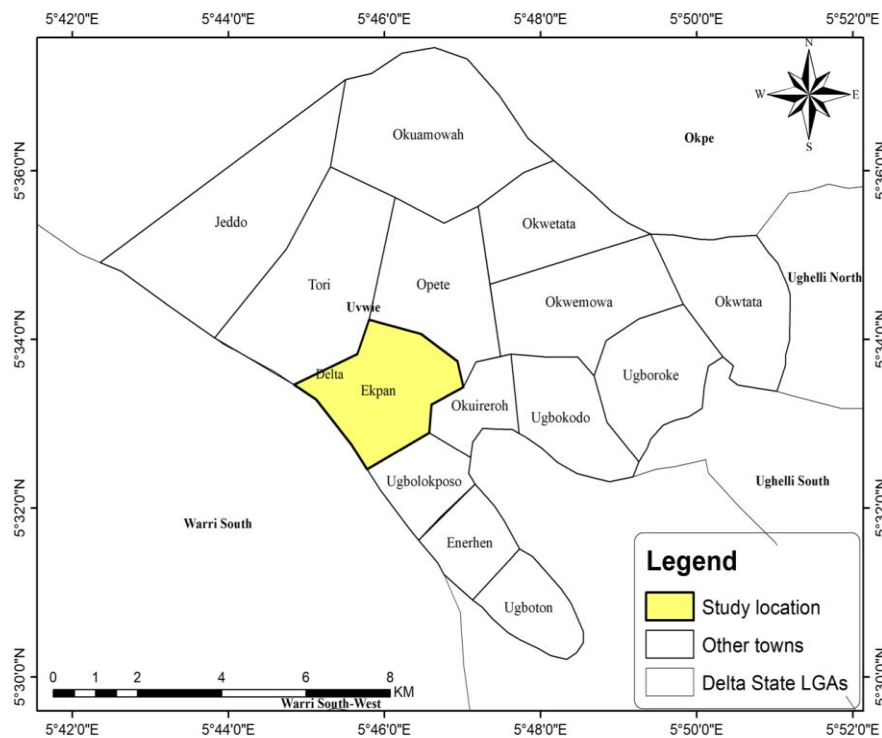 5°42'0"E 5°44'0"E 5°46'0"E 5°48'0"E 5°50'0"E 5°52'0"E
N
W E
S
Okuamowah
Okpe
5°36'0"N 5°36'0"N
Jeddo
Okwetata
Ughelli North
Tori
Opete
Okwemowa
Okwtata
Uvwie
5°34'0"N 5°34'0"N
Delta
Ekpan
Ugboroke
Okuireroh
Ugbokodo
Ugbolokposo
Ughelli South
5°32'0"N 5°32'0"N
Warri South
Enerhen
Ugboton
Legend
Study location
Other towns
Delta State LGAs
5°30'0"N 5°30'0"N
0 1 2 4 6 8
KM
Warri South-West
5°42'0"E 5°44'0"E 5°46'0"E 5°48'0"E 5°50'0"E 5°52'0"E